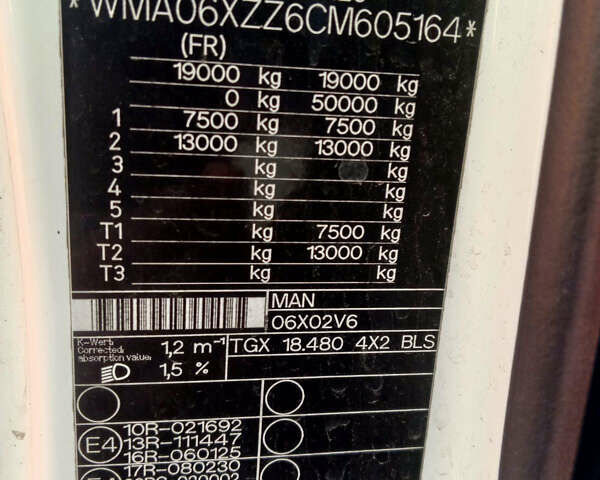 *WMA06XZZ6CM605164*
(FR)
19000 kg 19000 kg
0 kg 50000 kg
1 7500 kg 7500 kg
2 13000 kg 13000 kg
3 kg kg
4 kg kg
5 kg kg
T1 kg 7500 kg
T2 kg 13000 kg
T3 kg kg
MAN
06X02V6
K-Wert:
Corrected
absorption value:
1,2 m⁻¹
TGX 18.480 4X2 BLS
1,5 %
E4
10R-021692
13R-111447
16R-060125
17R-080230